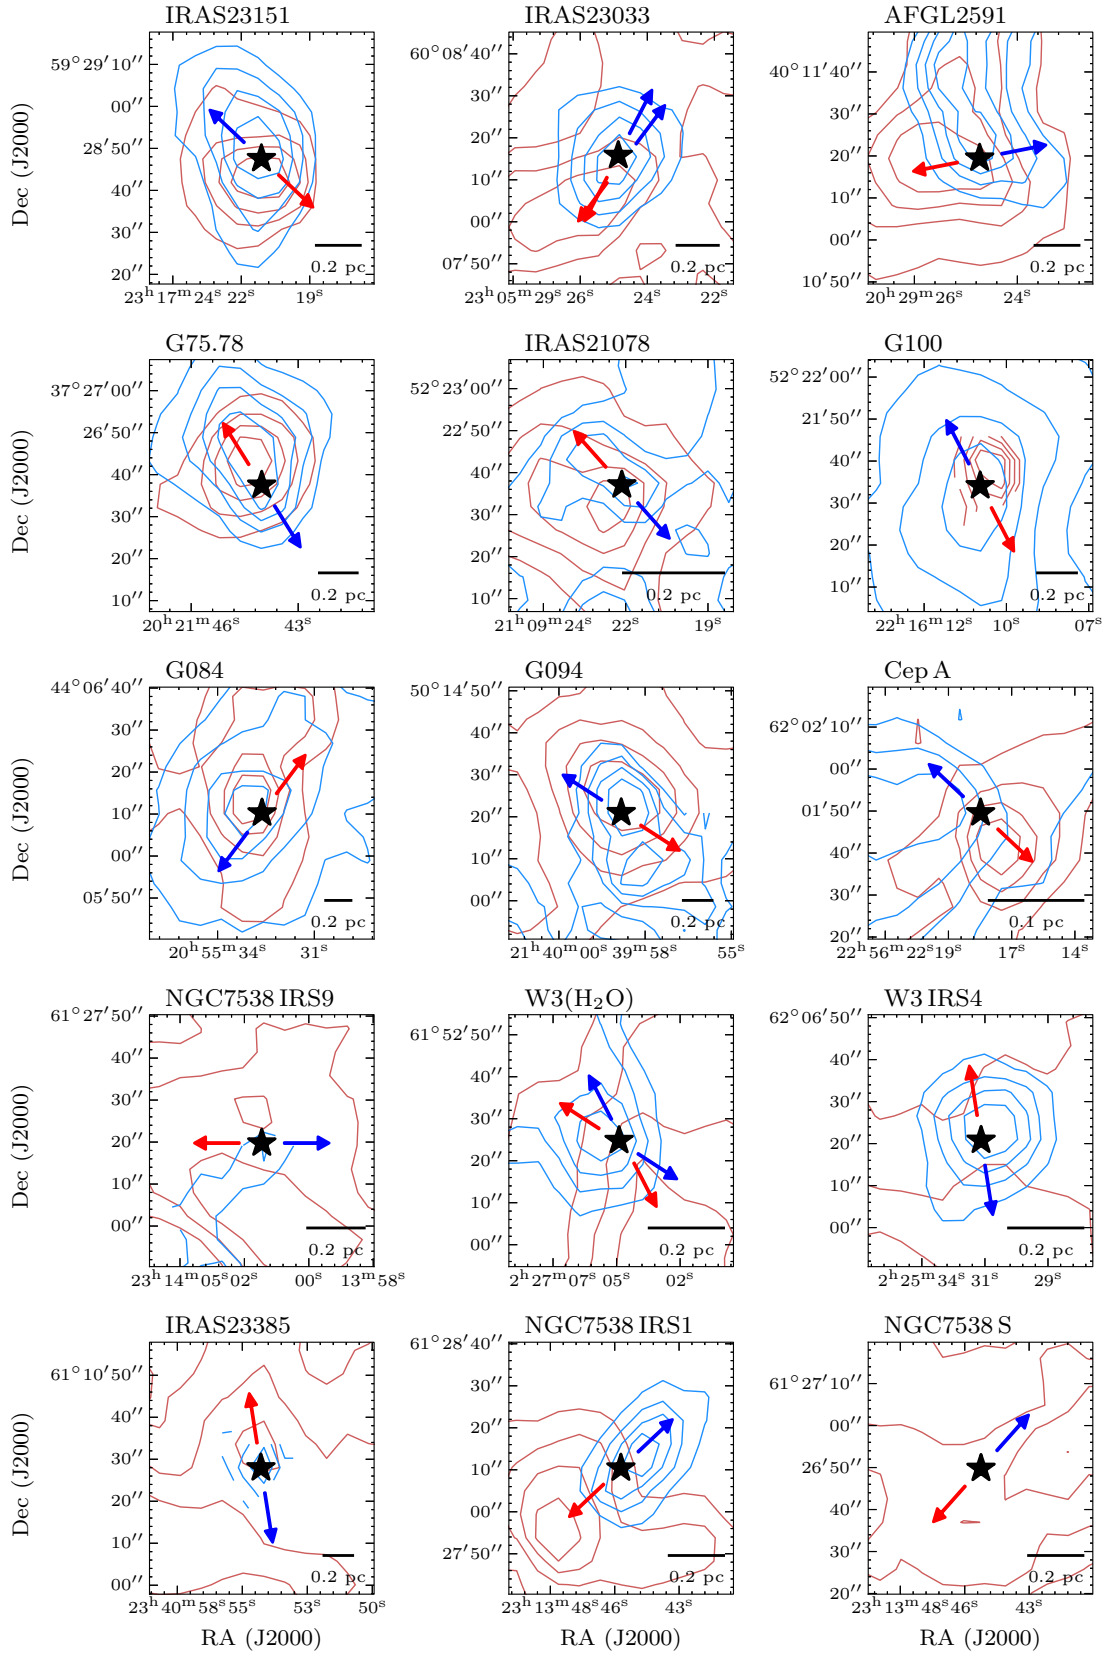 IRAS23151 IRAS23033 AFGL2591
Dec (J2000)
59°29′10″ 00″ 28′50″ 40″ 30″ 20″
0.2 pc
23ʰ17ᵐ24ˢ 22ˢ 19ˢ
60°08′40″ 30″ 20″ 10″ 00″ 07′50″
0.2 pc
23ʰ05ᵐ29ˢ 26ˢ 24ˢ 22ˢ
40°11′40″ 30″ 20″ 10″ 00″ 10′50″
0.2 pc
20ʰ29ᵐ26ˢ 24ˢ
G75.78 IRAS21078 G100
Dec (J2000)
37°27′00″ 26′50″ 40″ 30″ 20″ 10″
0.2 pc
20ʰ21ᵐ46ˢ 43ˢ
52°23′00″ 22′50″ 40″ 30″ 20″ 10″
0.2 pc
21ʰ09ᵐ24ˢ 22ˢ 19ˢ
52°22′00″ 21′50″ 40″ 30″ 20″ 10″
0.2 pc
22ʰ16ᵐ12ˢ 10ˢ 07ˢ
G084 G094 Cep A
Dec (J2000)
44°06′40″ 30″ 20″ 10″ 00″ 05′50″
0.2 pc
20ʰ55ᵐ34ˢ 31ˢ
50°14′50″ 40″ 30″ 20″ 10″ 00″
0.2 pc
21ʰ40ᵐ00ˢ 39ᵐ58ˢ 55ˢ
62°02′10″ 00″ 01′50″ 40″ 30″ 20″
0.1 pc
22ʰ56ᵐ22ˢ 19ˢ 17ˢ 14ˢ
NGC7538 IRS9 W3(H₂O) W3 IRS4
Dec (J2000)
61°27′50″ 40″ 30″ 20″ 10″ 00″
0.2 pc
23ʰ14ᵐ05ˢ 02ˢ 00ˢ 13ᵐ58ˢ
61°52′50″ 40″ 30″ 20″ 10″ 00″
0.2 pc
2ʰ27ᵐ07ˢ 05ˢ 02ˢ
62°06′50″ 40″ 30″ 20″ 10″ 00″
0.2 pc
2ʰ25ᵐ34ˢ 31ˢ 29ˢ
IRAS23385 NGC7538 IRS1 NGC7538 S
Dec (J2000)
61°10′50″ 40″ 30″ 20″ 10″ 00″
0.2 pc
23ʰ40ᵐ58ˢ 55ˢ 53ˢ 50ˢ
61°28′40″ 30″ 20″ 10″ 00″ 27′50″
0.2 pc
23ʰ13ᵐ48ˢ 46ˢ 43ˢ
61°27′10″ 00″ 26′50″ 40″ 30″ 20″
0.2 pc
23ʰ13ᵐ48ˢ 46ˢ 43ˢ
RA (J2000) RA (J2000) RA (J2000)